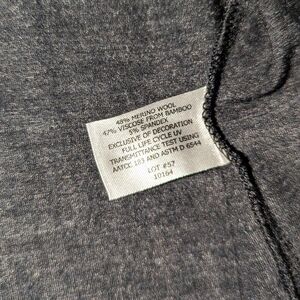 48% MERINO WOOL
47% VISCOSE FROM BAMBOO
5% SPANDEX
EXCLUSIVE OF DECORATION
FULL LIFE CYCLE UV
TRANSMITTANCE TEST USING
AATCC 183 AND ASTM D 6544
LOT #57
10164